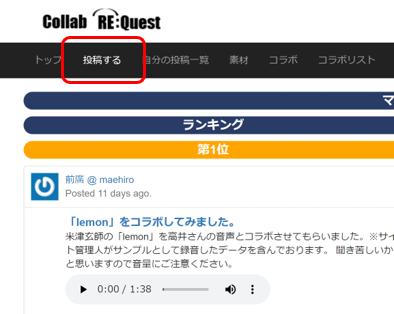 Collab RE:Quest
トップ 投稿する 自分の投稿一覧 素材 コラボ コラボリスト
マ
ランキング
第1位
前席 @ maehiro
Posted 11 days ago.
「lemon」をコラボしてみました。
米津玄師の「lemon」を高井さんの音声とコラボさせてもらいました。※サイ
ト管理人がサンプルとして録音したデータを含んでおります。 聞き苦しいか
と思いますので音量にご注意ください。
0:00 / 1:38